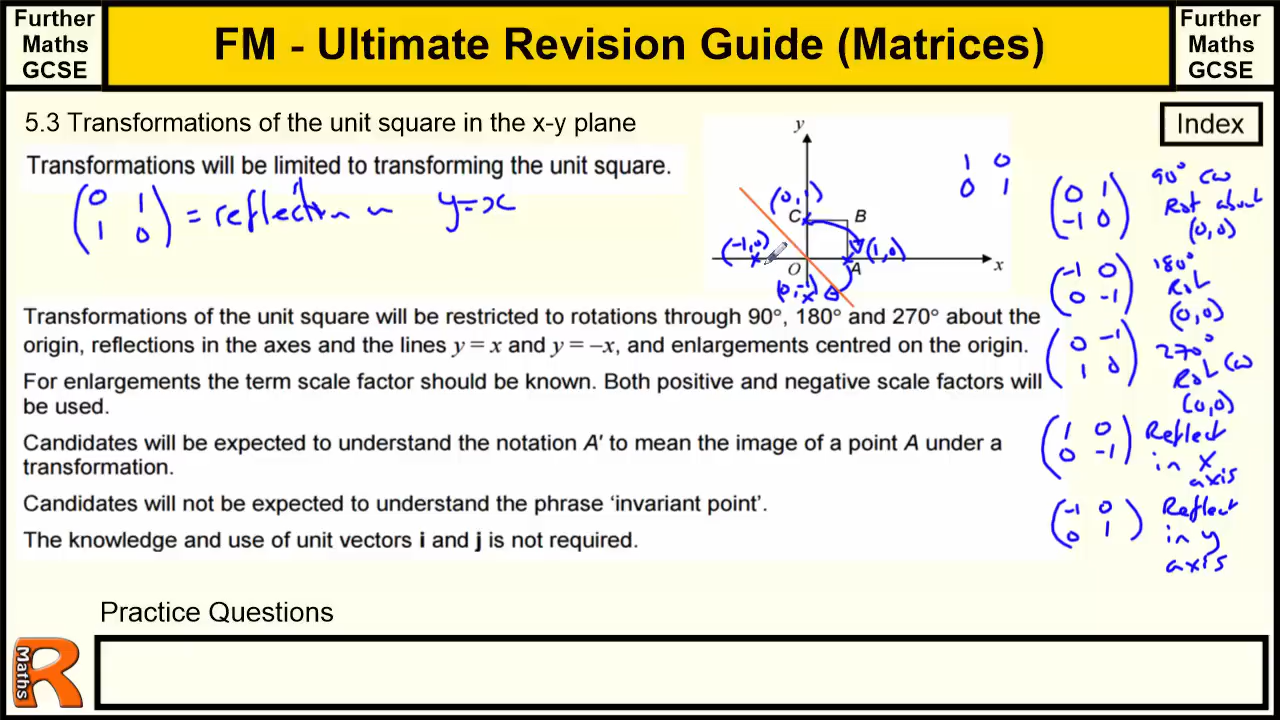 Further
Maths
GCSE
FM - Ultimate Revision Guide (Matrices)
Further
Maths
GCSE
5.3 Transformations of the unit square in the x-y plane
Index
Transformations will be limited to transforming the unit square.
0 1
1 0
= reflection in y=x
y
(0,1)
C
B
(-1,0)
(1,0)
O
A
x
(0,-1)
1 0
0 1
0 1
-1 0
90° cw
Rot about
(0,0)
-1 0
0 -1
180°
Rot
(0,0)
0 -1
1 0
270°
Rot cw
(0,0)
1 0
0 -1
Reflect
in x
axis
-1 0
0 1
Reflect
in y
axis
Transformations of the unit square will be restricted to rotations through 90°, 180° and 270° about the
origin, reflections in the axes and the lines y = x and y = –x, and enlargements centred on the origin.
For enlargements the term scale factor should be known. Both positive and negative scale factors will
be used.
Candidates will be expected to understand the notation A′ to mean the image of a point A under a
transformation.
Candidates will not be expected to understand the phrase ‘invariant point’.
The knowledge and use of unit vectors i and j is not required.
Practice Questions
R
Maths